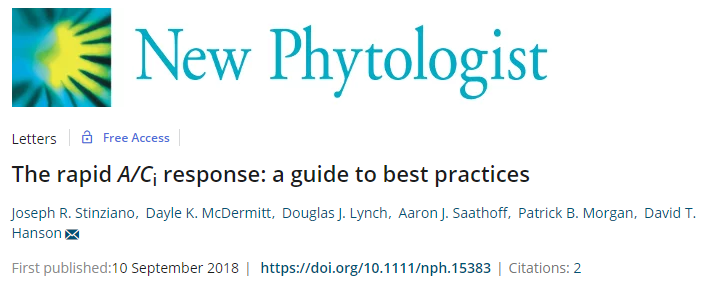 New Phytologist
Letters | Free Access |
The rapid A/Ci response: a guide to best practices
Joseph R. Stinziano, Dayle K. McDermitt, Douglas J. Lynch, Aaron J. Saathoff, Patrick B. Morgan, David T.
Hanson
First published:10 September 2018 | https://doi.org/10.1111/nph.15383 | Citations: 2